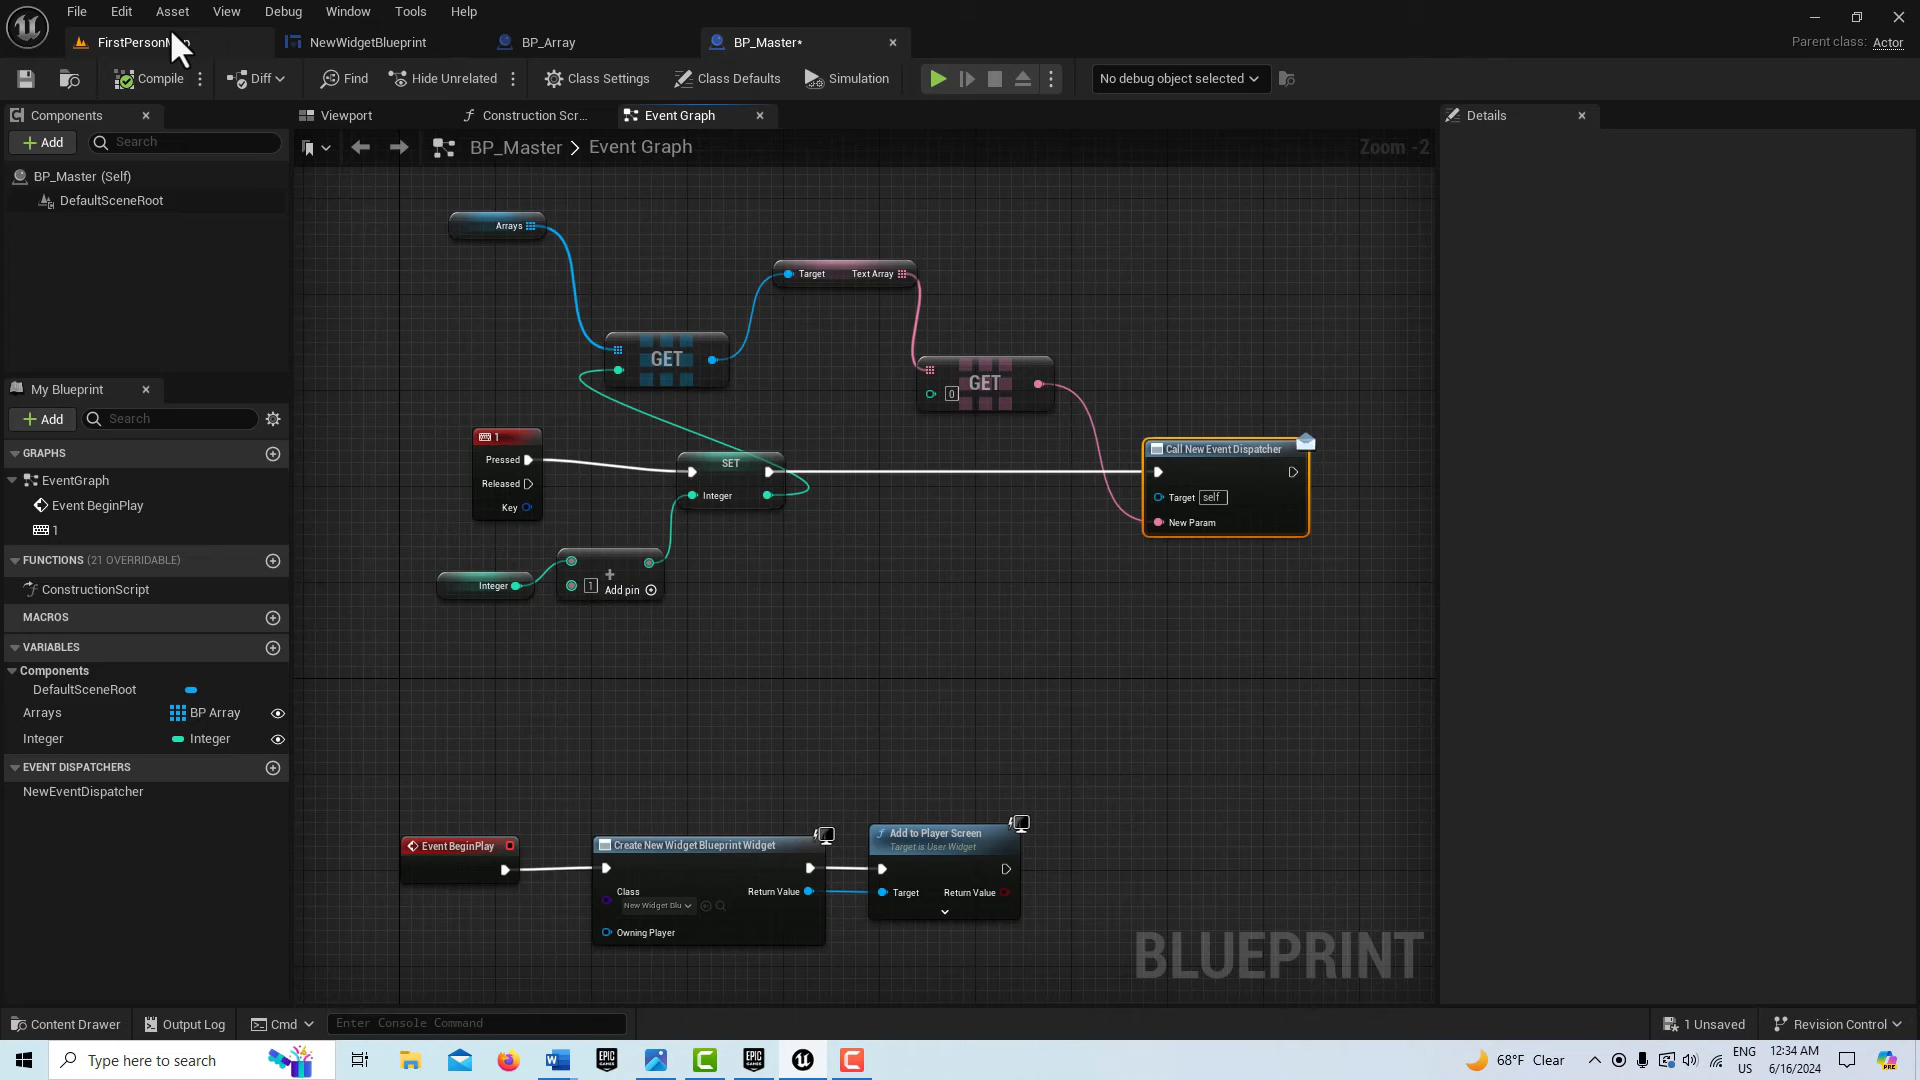 File Edit Asset View Debug Window Tools Help
FirstPersonM p NewWidgetBlueprint BP_Array BP_Master* Parent class: Actor
Compile Diff Find Hide Unrelated Class Settings Class Defaults Simulation No debug object selected
Components Viewport Construction Scr... Event Graph Details
Add Search BP_Master > Event Graph Zoom -2
BP_Master (Self)
DefaultSceneRoot
Arrays
Target Text Array
GET
GET
0
My Blueprint
Add Search
GRAPHS
EventGraph
Event BeginPlay
1
FUNCTIONS (21 OVERRIDABLE)
ConstructionScript
MACROS
VARIABLES
Components
DefaultSceneRoot
Arrays BP Array
Integer Integer
EVENT DISPATCHERS
NewEventDispatcher
1
Pressed
Released
Key
SET
Integer
Call New Event Dispatcher
Target self
New Param
Integer
+
1 Add pin
Event BeginPlay
Create New Widget Blueprint Widget
Class
New Widget Blu
Return Value
Owning Player
f Add to Player Screen
Target is User Widget
Target Return Value
BLUEPRINT
Content Drawer Output Log Cmd Enter Console Command 1 Unsaved Revision Control
Type here to search 68°F Clear ENG 12:34 AM
US 6/16/2024